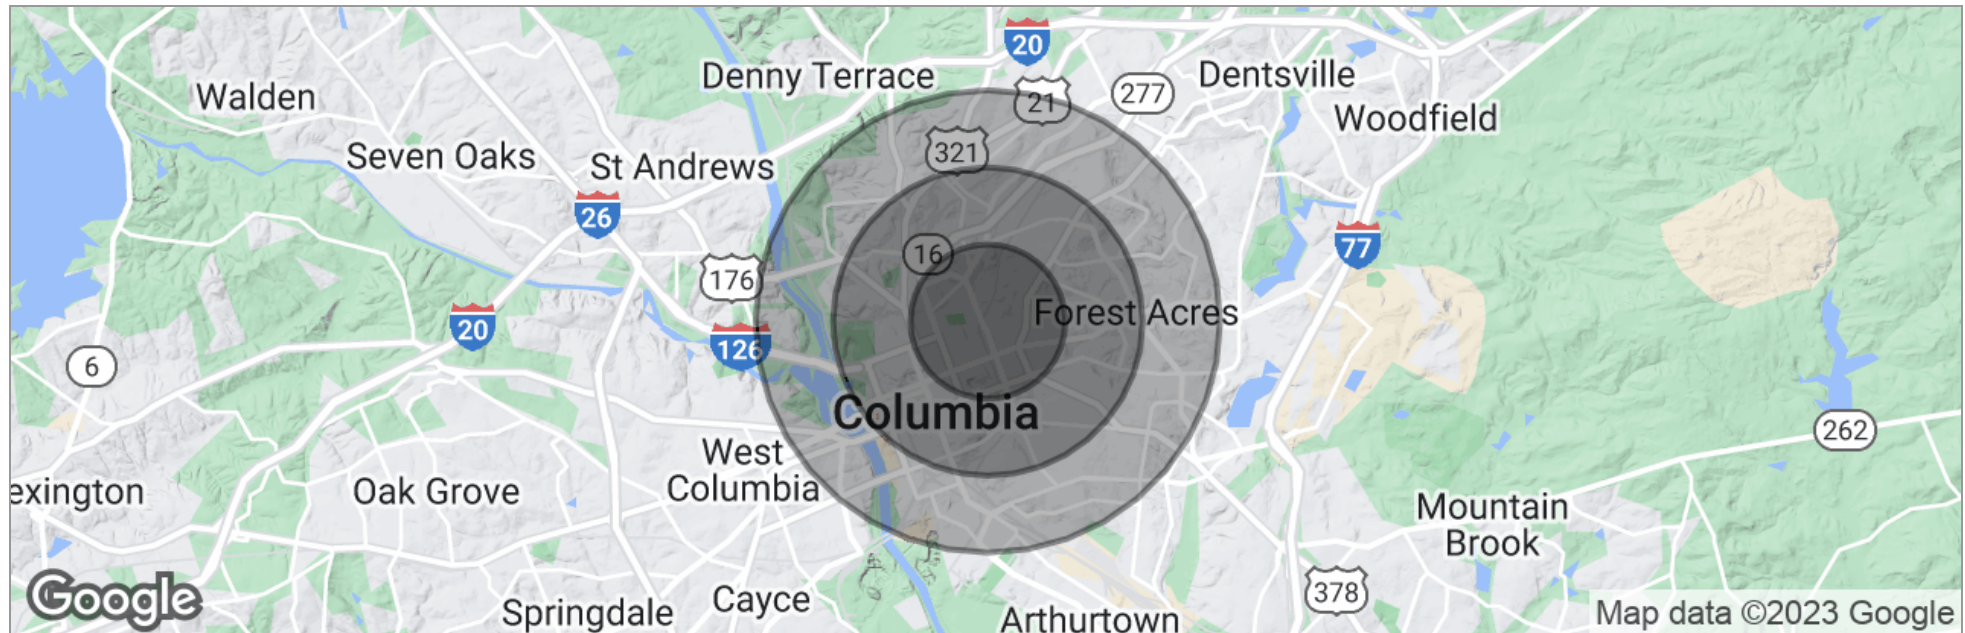 20
Denny Terrace
Dentsville
Walden
21
277
Woodfield
321
Seven Oaks
St Andrews
26
16
77
176
Forest Acres
20
126
6
Columbia
262
West
Columbia
exington
Oak Grove
Mountain
Brook
Google
Springdale
Cayce
Arthurtown
378
Map data ©2023 Google